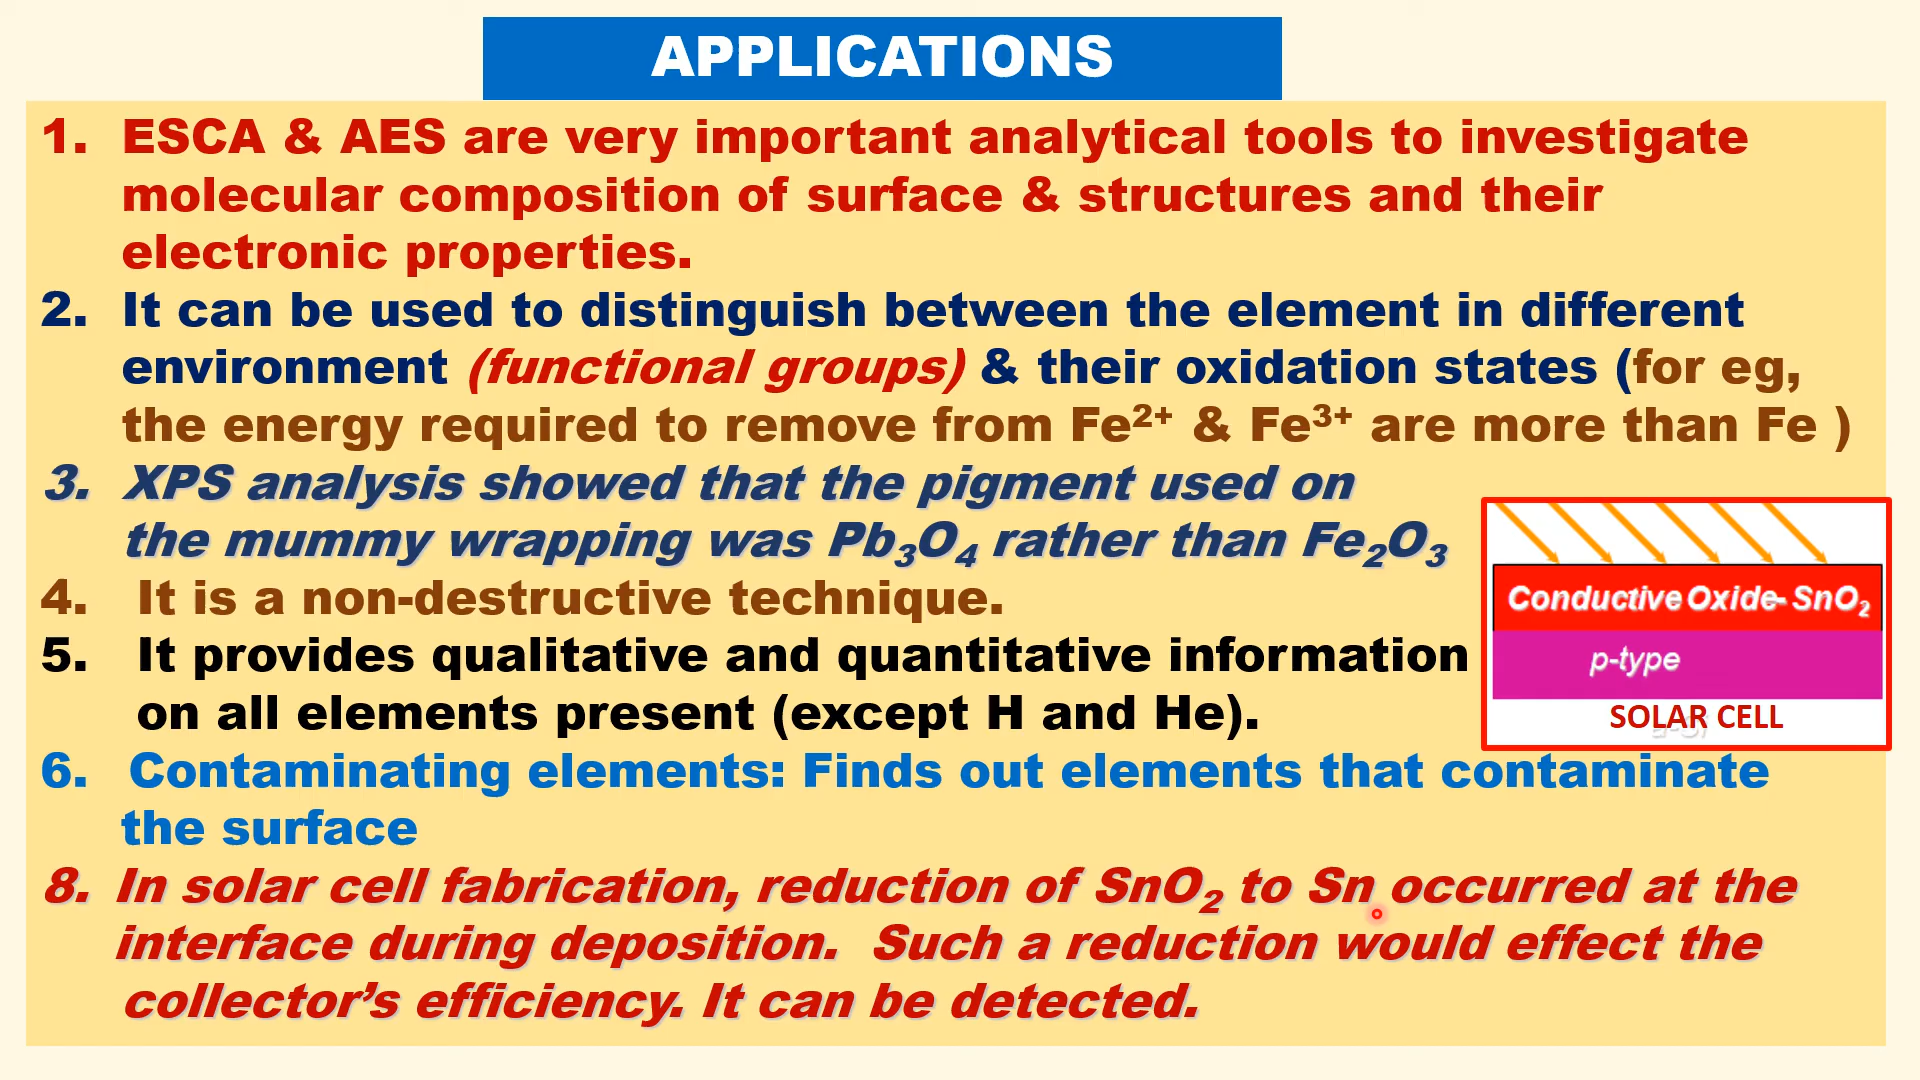 APPLICATIONS
1. ESCA & AES are very important analytical tools to investigate
molecular composition of surface & structures and their
electronic properties.
2. It can be used to distinguish between the element in different
environment (functional groups) & their oxidation states (for eg,
the energy required to remove from Fe²⁺ & Fe³⁺ are more than Fe )
3. XPS analysis showed that the pigment used on
the mummy wrapping was Pb₃O₄ rather than Fe₂O₃
4. It is a non-destructive technique.
5. It provides qualitative and quantitative information
on all elements present (except H and He).
6. Contaminating elements: Finds out elements that contaminate
the surface
8. In solar cell fabrication, reduction of SnO₂ to Sn occurred at the
interface during deposition. Such a reduction would effect the
collector’s efficiency. It can be detected.
Conductive Oxide- SnO₂
p-type
SOLAR CELL